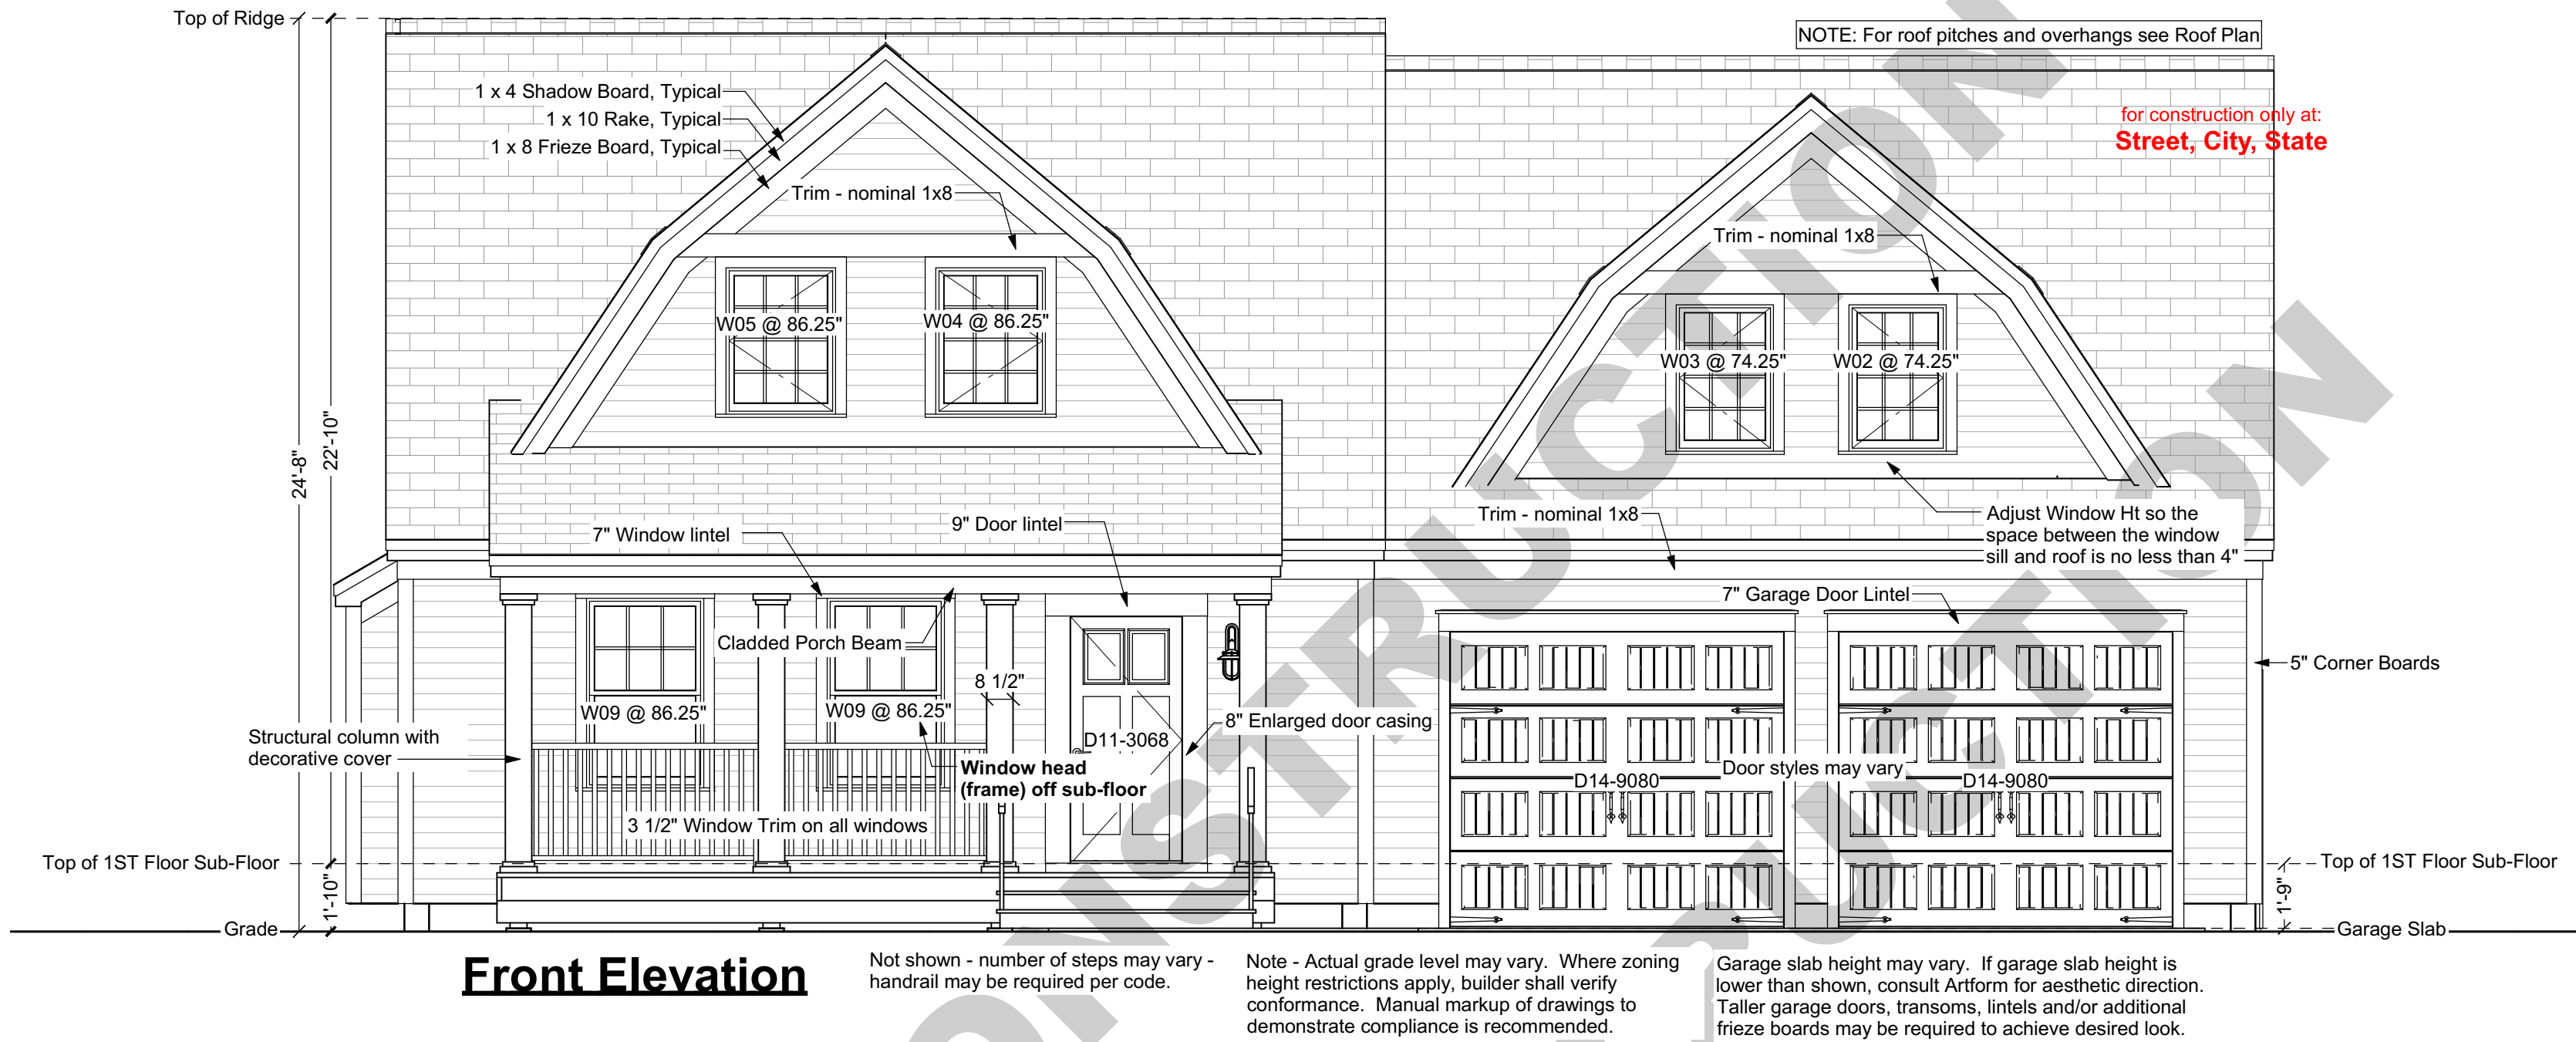 Top of Ridge
NOTE: For roof pitches and overhangs see Roof Plan
1 x 4 Shadow Board, Typical
1 x 10 Rake, Typical
1 x 8 Frieze Board, Typical
for construction only at:
Street, City, State
Trim - nominal 1x8
Trim - nominal 1x8
W05 @ 86.25"
W04 @ 86.25"
W03 @ 74.25"
W02 @ 74.25"
24'-8"
22'-10"
7" Window lintel
9" Door lintel
Trim - nominal 1x8
Adjust Window Ht so the
space between the window
sill and roof is no less than 4"
7" Garage Door Lintel
Cladded Porch Beam
5" Corner Boards
8 1/2"
W09 @ 86.25"
W09 @ 86.25"
8" Enlarged door casing
Structural column with
decorative cover
D11-3068
Window head
(frame) off sub-floor
Door styles may vary
D14-9080
D14-9080
3 1/2" Window Trim on all windows
Top of 1ST Floor Sub-Floor
Top of 1ST Floor Sub-Floor
1'-10"
1'-9"
Grade
Garage Slab
Front Elevation
Not shown - number of steps may vary -
handrail may be required per code.
Note - Actual grade level may vary.  Where zoning
height restrictions apply, builder shall verify
conformance.  Manual markup of drawings to
demonstrate compliance is recommended.
Garage slab height may vary.  If garage slab height is
lower than shown, consult Artform for aesthetic direction.
Taller garage doors, transoms, lintels and/or additional
frieze boards may be required to achieve desired look.
ONSTRUCTION
RUCTION